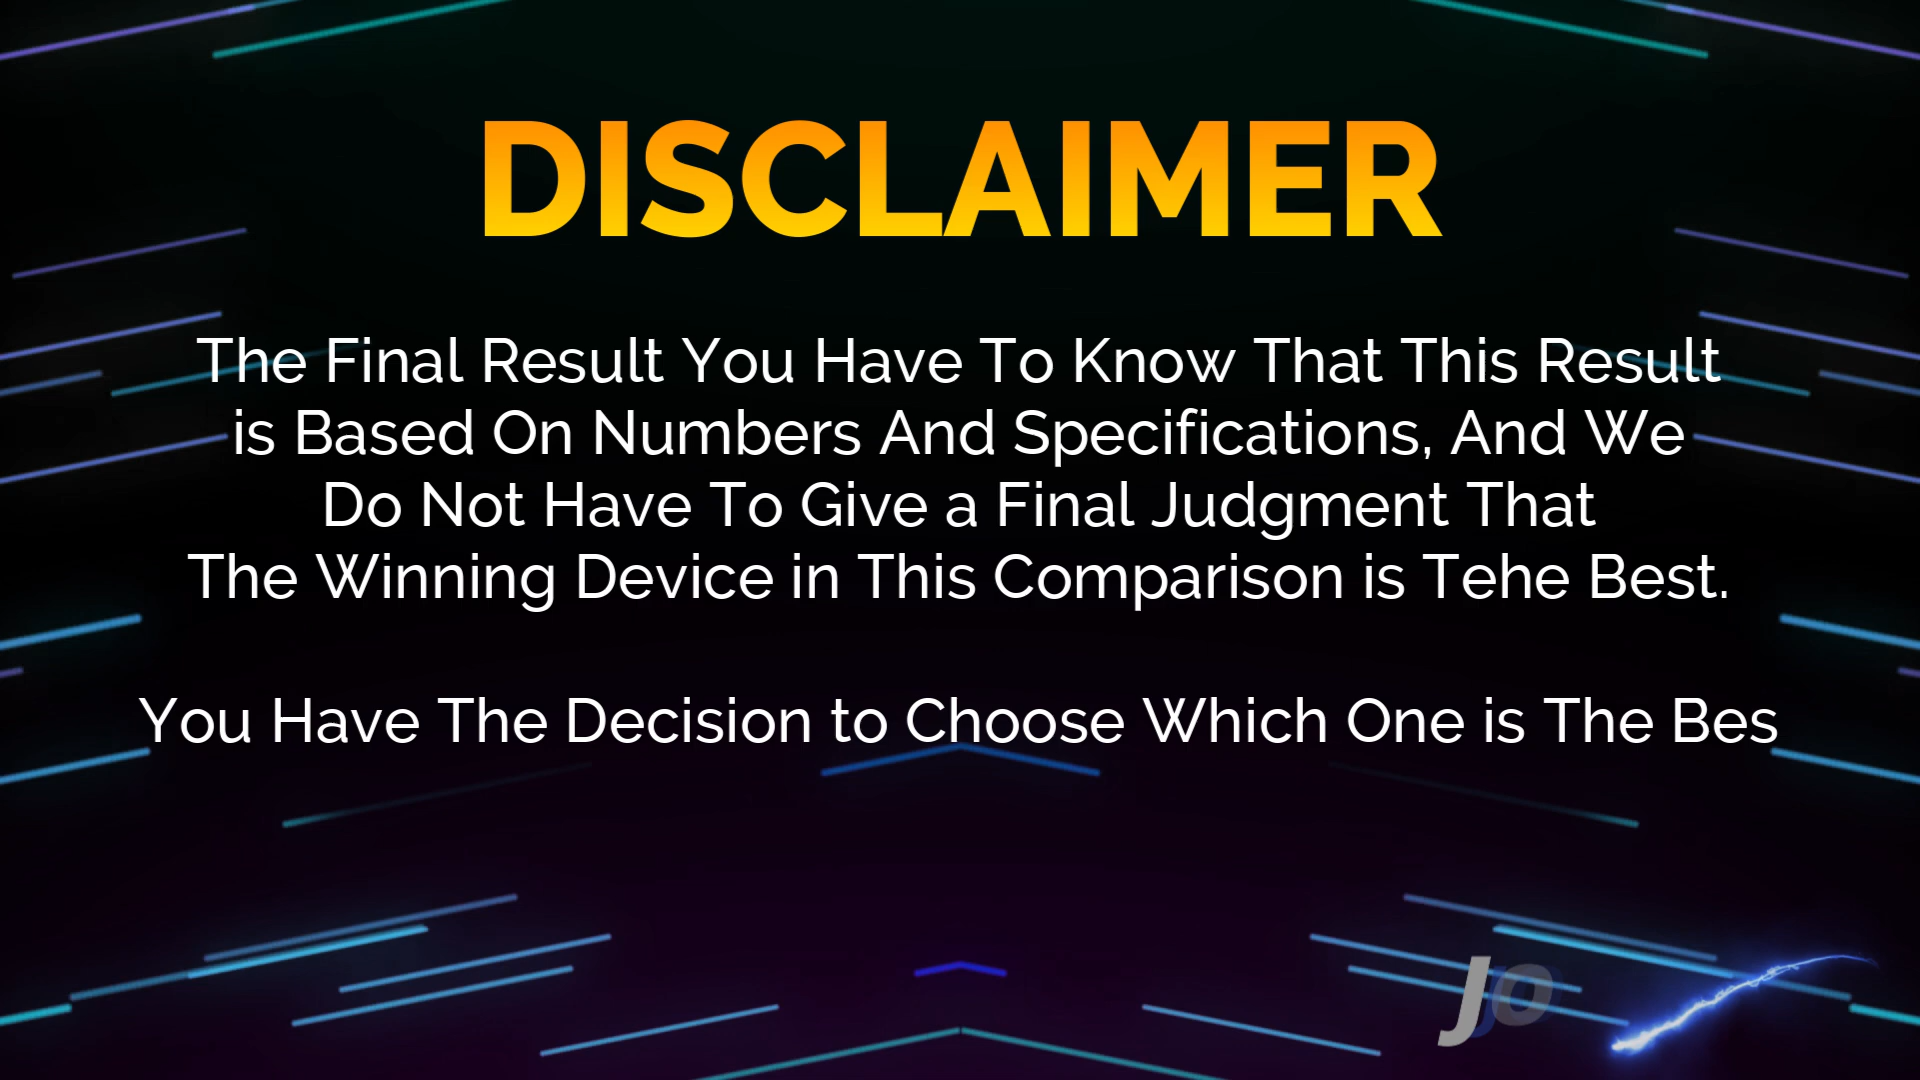 DISCLAIMER
The Final Result You Have To Know That This Result
is Based On Numbers And Specifications, And We
Do Not Have To Give a Final Judgment That
The Winning Device in This Comparison is Tehe Best.
You Have The Decision to Choose Which One is The Bes